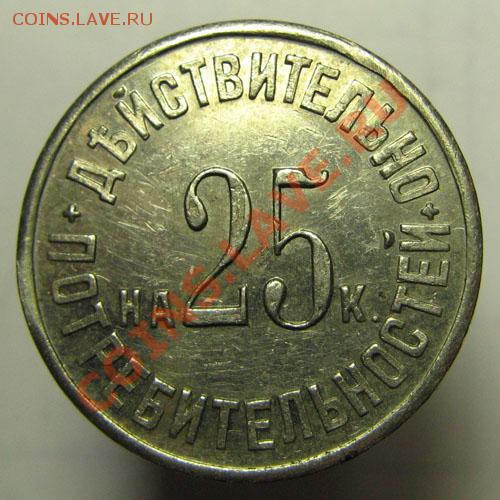 COINS.LAVE.RU
ДѢЙСТВИТЕЛЬНО
НА 25 К.
ПОТРЕБИТЕЛЬНОСТЕЙ
COINS.LAVE.RU